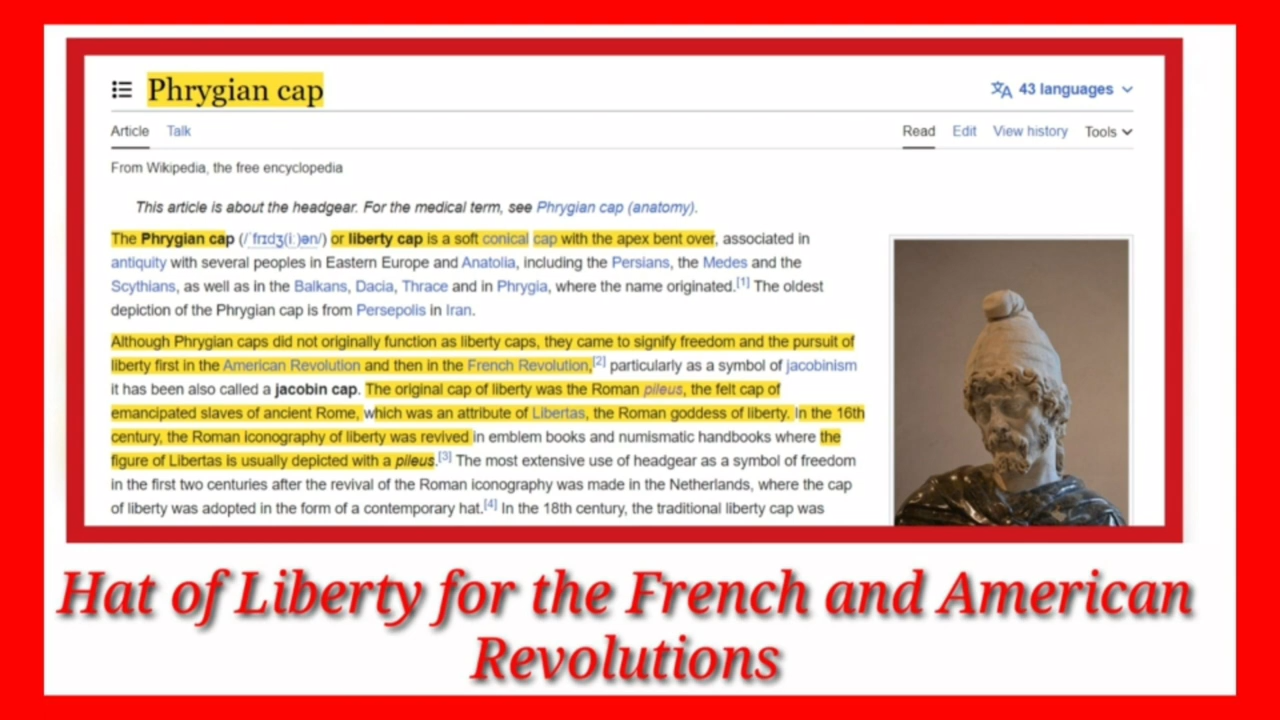 Phrygian cap
43 languages
Article Talk Read Edit View history Tools
From Wikipedia, the free encyclopedia
This article is about the headgear. For the medical term, see Phrygian cap (anatomy).
The Phrygian cap (/ˈfrɪdʒ(i.)ən/) or liberty cap is a soft conical cap with the apex bent over, associated in
antiquity with several peoples in Eastern Europe and Anatolia, including the Persians, the Medes and the
Scythians, as well as in the Balkans, Dacia, Thrace and in Phrygia, where the name originated.[1] The oldest
depiction of the Phrygian cap is from Persepolis in Iran.
Although Phrygian caps did not originally function as liberty caps, they came to signify freedom and the pursuit of
liberty first in the American Revolution and then in the French Revolution,[2] particularly as a symbol of jacobinism
it has been also called a jacobin cap. The original cap of liberty was the Roman pileus, the felt cap of
emancipated slaves of ancient Rome, which was an attribute of Libertas, the Roman goddess of liberty. In the 16th
century, the Roman iconography of liberty was revived in emblem books and numismatic handbooks where the
figure of Libertas is usually depicted with a pileus.[3] The most extensive use of headgear as a symbol of freedom
in the first two centuries after the revival of the Roman iconography was made in the Netherlands, where the cap
of liberty was adopted in the form of a contemporary hat.[4] In the 18th century, the traditional liberty cap was
Hat of Liberty for the French and American
Revolutions